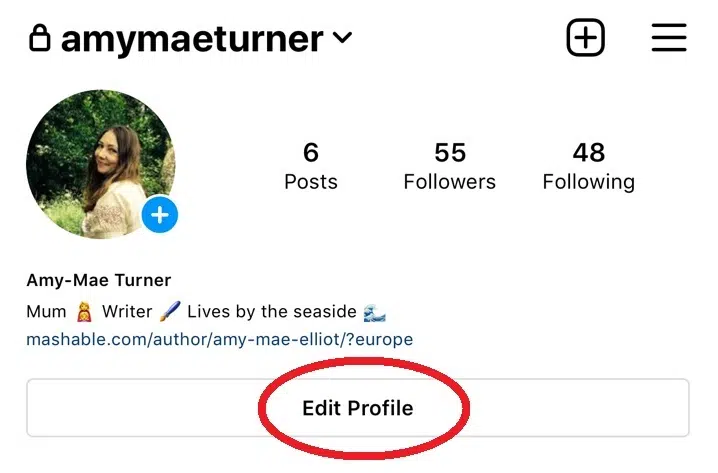 amymaeturner
6 55 48
Posts Followers Following
Amy-Mae Turner
Mum 👸 Writer 🖌️ Lives by the seaside 🌊
mashable.com/author/amy-mae-elliot/?europe
Edit Profile